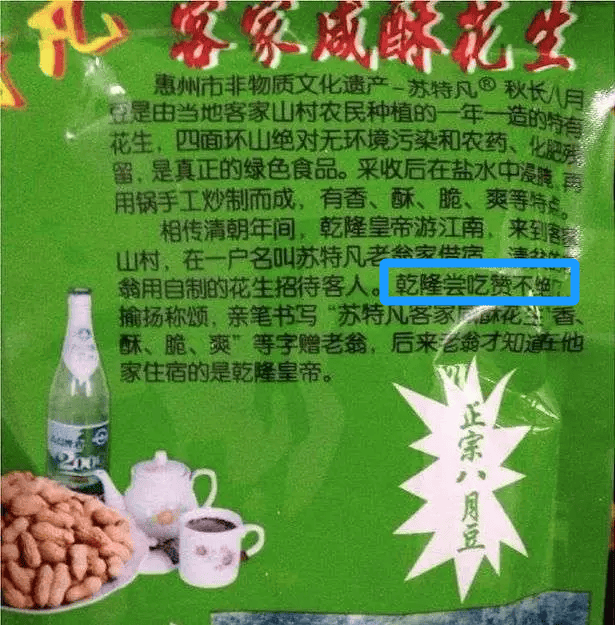 凡 客家咸酥花生
惠州市非物质文化遗产-苏特凡® 秋长八月
豆是由当地客家山村农民种植的一年一造的特有
花生，四面环山绝对无环境污染和农药、化肥残
留，是真正的绿色食品。采收后在盐水中浸腌，再
用锅手工炒制而成，有香、酥、脆、爽等特点。
相传清朝年间，乾隆皇帝游江南，来到客家
山村，在一户名叫苏特凡老翁家借宿，清贫的
翁用自制的花生招待客人。乾隆尝吃赞不绝，
揄扬称颂，亲笔书写“苏特凡客家咸酥花生”香、
酥、脆、爽”等字赠老翁，后来老翁才知道在他
家住宿的是乾隆皇帝。
正宗八月豆
2000